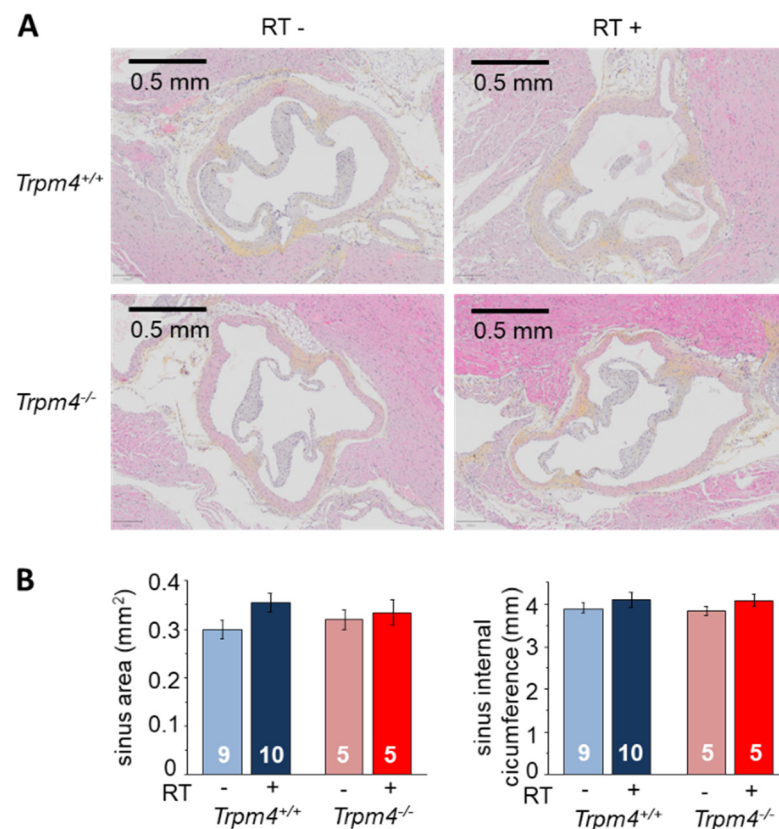 A
RT - RT +
0.5 mm 0.5 mm
Trpm4+/+
0.5 mm 0.5 mm
Trpm4-/-
B
sinus area (mm2)
0.4
0.3
0.2
0.1
0
9 10 5 5
RT - + - +
Trpm4+/+ Trpm4-/-
sinus internal
cicumference (mm)
4
3
2
1
0
9 10 5 5
RT - + - +
Trpm4+/+ Trpm4-/-